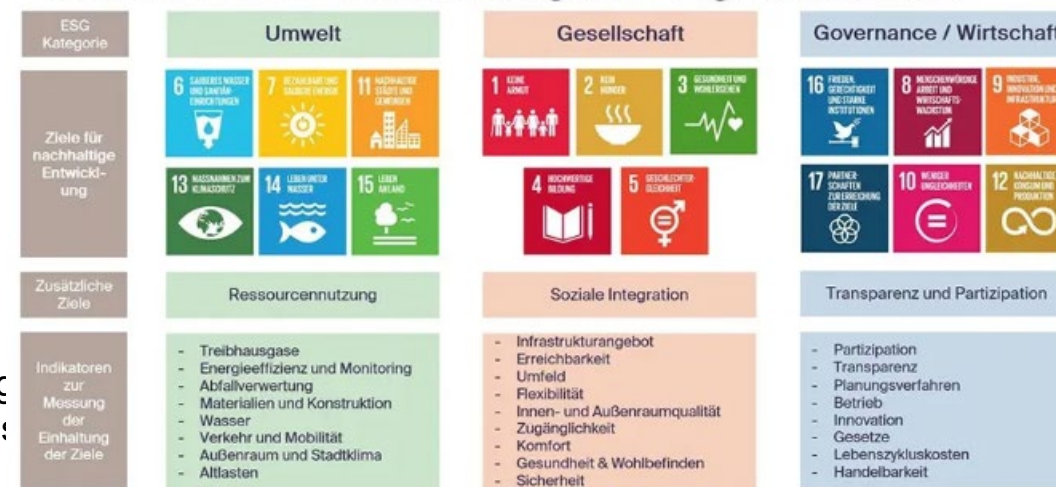 ESG
Kategorie
Umwelt
Gesellschaft
Governance / Wirtschaft
Ziele für
nachhaltige
Entwickl-
ung
6 SAUBERES WASSER
UND SANITÄR-
EINRICHTUNGEN
7 BEZAHLBARE UND
SAUBERE ENERGIE
11 NACHHALTIGE
STÄDTE UND
GEMEINDEN
13 MASSNAHMEN ZUM
KLIMASCHUTZ
14 LEBEN UNTER
WASSER
15 LEBEN
AN LAND
1 KEINE
ARMUT
2 KEIN
HUNGER
3 GESUNDHEIT UND
WOHLERGEHEN
4 HOCHWERTIGE
BILDUNG
5 GESCHLECHTER-
GLEICHHEIT
16 FRIEDEN,
GERECHTIGKEIT
UND STARKE
INSTITUTIONEN
8 MENSCHENWÜRDIGE
ARBEIT UND
WIRTSCHAFTS-
WACHSTUM
9 INDUSTRIE,
INNOVATION UND
INFRASTRUKTUR
17 PARTNER-
SCHAFTEN
ZUR ERREICHUNG
DER ZIELE
10 WENIGER
UNGLEICHHEITEN
12 NACHHALTIGE
KONSUM UND
PRODUKTION
Zusätzliche
Ziele
Ressourcennutzung
Soziale Integration
Transparenz und Partizipation
Indikatoren
zur
Messung
der
Einhaltung
der Ziele
- Treibhausgase
- Energieeffizienz und Monitoring
- Abfallverwertung
- Materialien und Konstruktion
- Wasser
- Verkehr und Mobilität
- Außenraum und Stadtklima
- Altlasten
- Infrastrukturangebot
- Erreichbarkeit
- Umfeld
- Flexibilität
- Innen- und Außenraumqualität
- Zugänglichkeit
- Komfort
- Gesundheit & Wohlbefinden
- Sicherheit
- Partizipation
- Transparenz
- Planungsverfahren
- Betrieb
- Innovation
- Gesetze
- Lebenszykluskosten
- Handelbarkeit